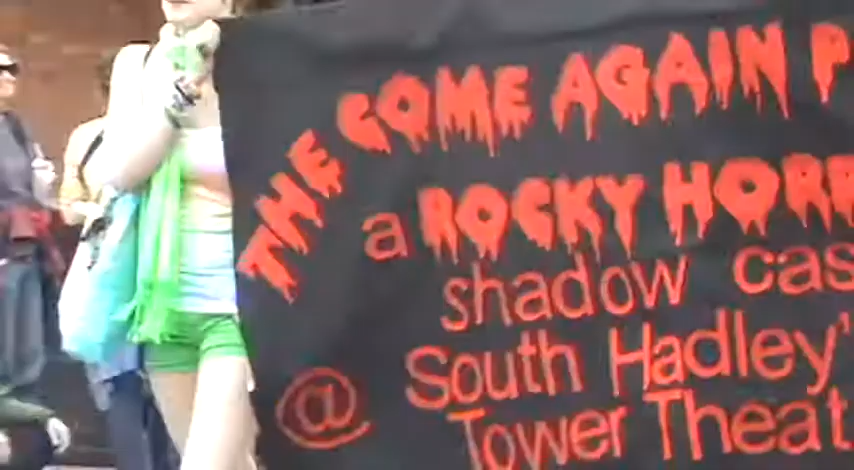 THE COME AGAIN P
a ROCKY HORR
shadow cas
@ South Hadley'
Tower Theat